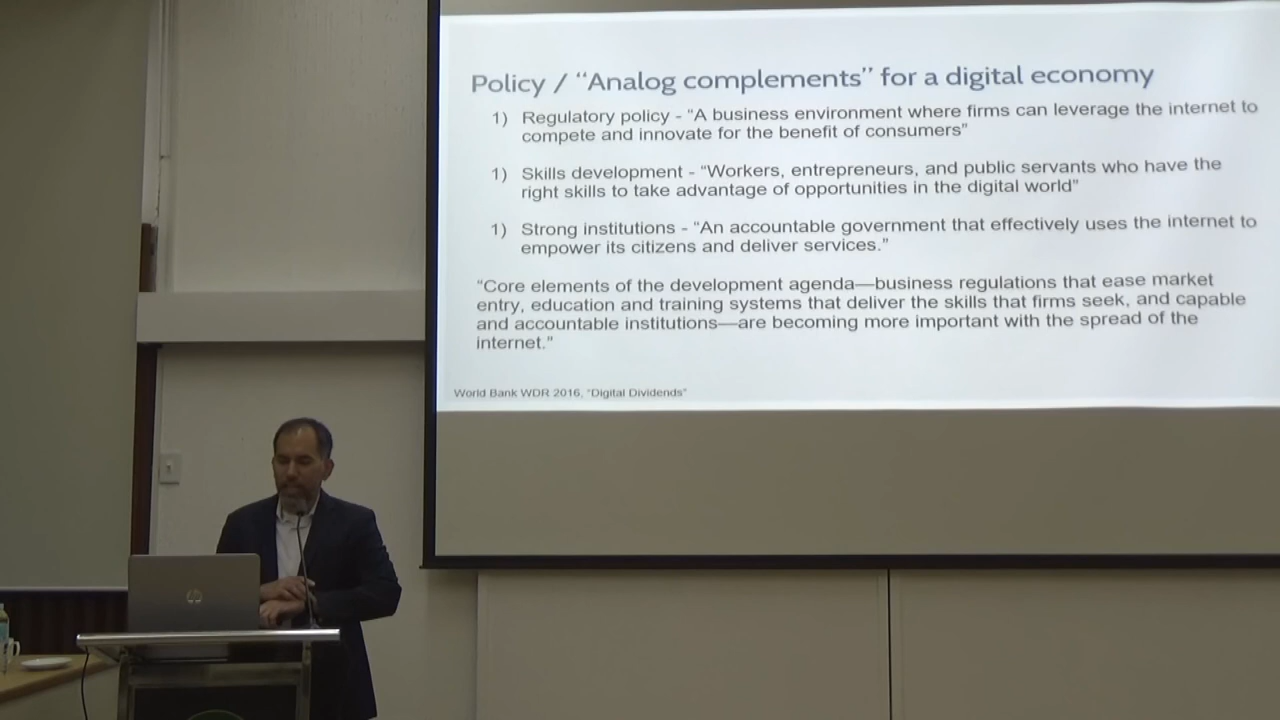 Policy / “Analog complements” for a digital economy
1) Regulatory policy - “A business environment where firms can leverage the internet to
compete and innovate for the benefit of consumers”
1) Skills development - “Workers, entrepreneurs, and public servants who have the
right skills to take advantage of opportunities in the digital world”
1) Strong institutions - “An accountable government that effectively uses the internet to
empower its citizens and deliver services.”
“Core elements of the development agenda—business regulations that ease market
entry, education and training systems that deliver the skills that firms seek, and capable
and accountable institutions—are becoming more important with the spread of the
internet.”
World Bank WDR 2016, “Digital Dividends”
hp